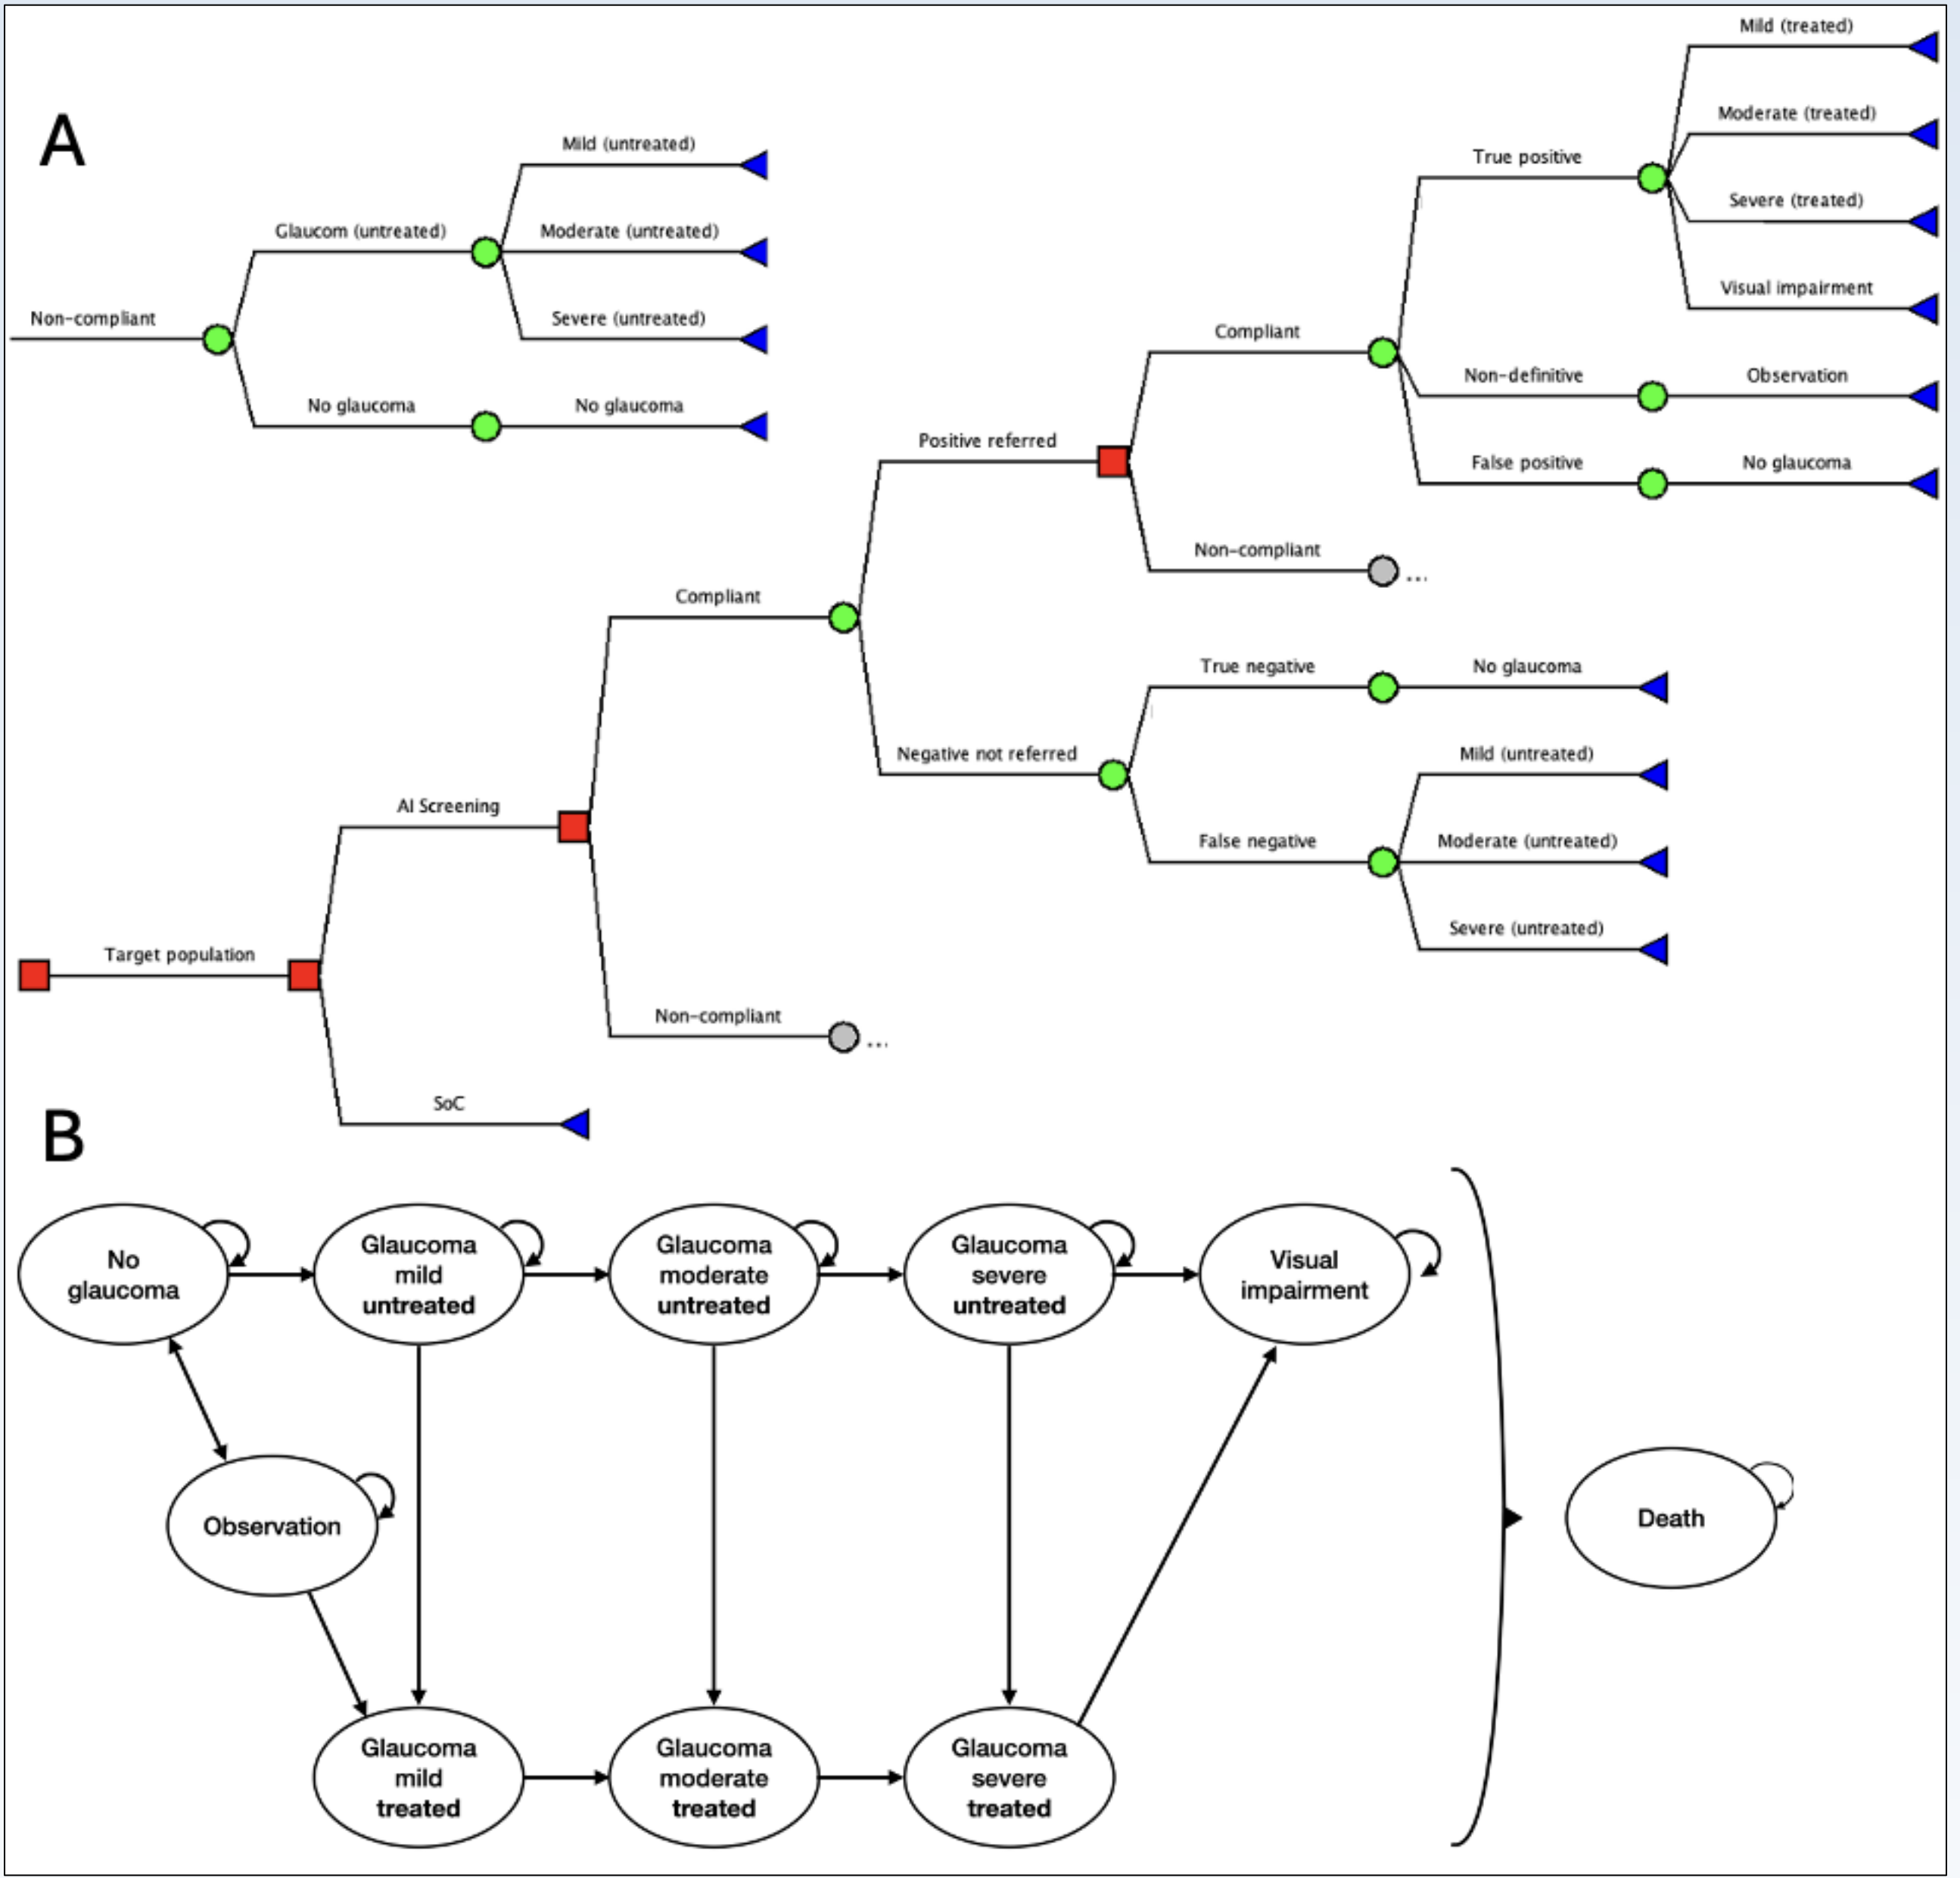 A
Mild (untreated)
Glaucom (untreated)
Moderate (untreated)
Non-compliant
Severe (untreated)
No glaucoma
No glaucoma
Mild (treated)
Moderate (treated)
True positive
Severe (treated)
Visual impairment
Compliant
Non-definitive
Observation
Positive referred
False positive
No glaucoma
Non-compliant
...
Compliant
True negative
No glaucoma
Negative not referred
Mild (untreated)
AI Screening
False negative
Moderate (untreated)
Severe (untreated)
Target population
Non-compliant
...
SoC
B
No
glaucoma
Glaucoma
mild
untreated
Glaucoma
moderate
untreated
Glaucoma
severe
untreated
Visual
impairment
Observation
Death
Glaucoma
mild
treated
Glaucoma
moderate
treated
Glaucoma
severe
treated